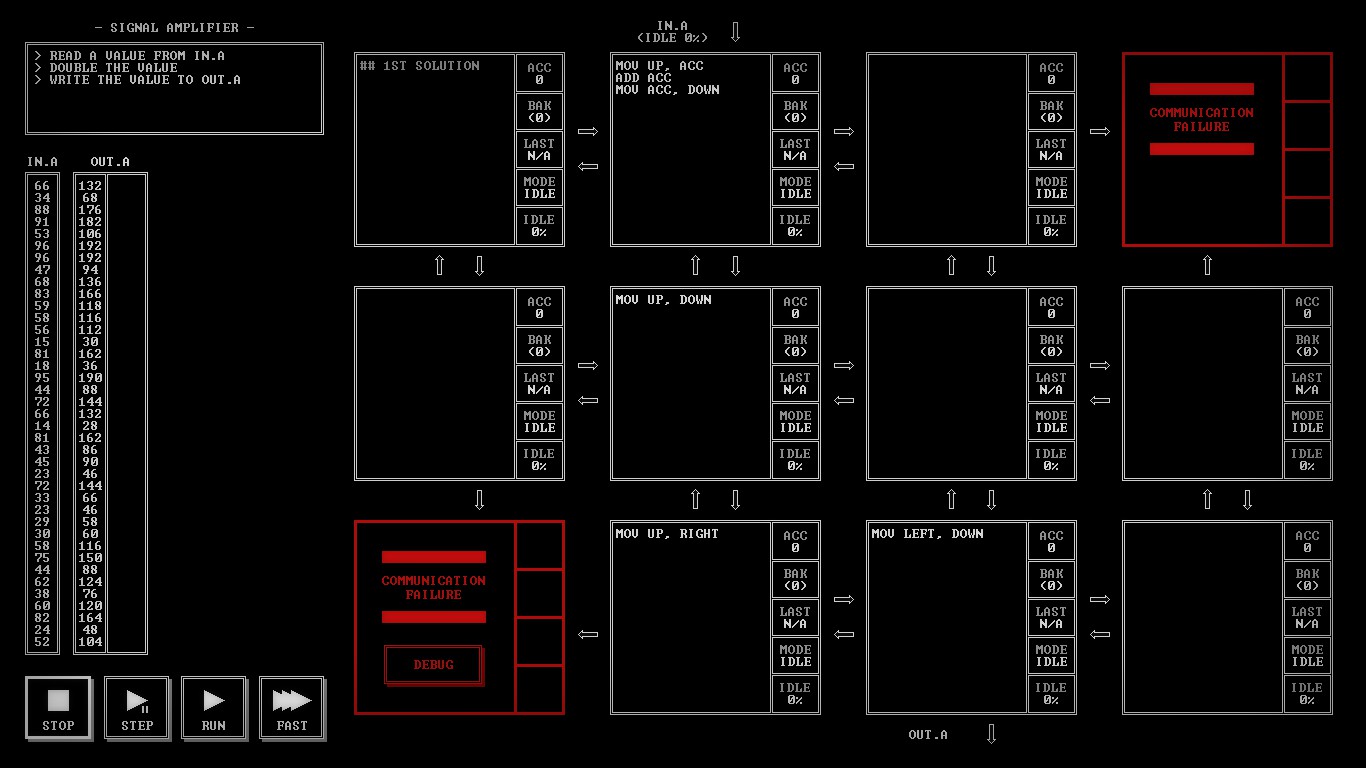 - SIGNAL AMPLIFIER -
> READ A VALUE FROM IN.A
> DOUBLE THE VALUE
> WRITE THE VALUE TO OUT.A
IN.A OUT.A
66 132
34 68
88 176
91 182
53 106
96 192
96 192
47 94
68 136
83 166
59 118
58 116
56 112
15 30
81 162
18 36
95 190
44 88
72 144
66 132
14 28
81 162
43 86
45 90
23 46
72 144
33 66
23 46
29 58
30 60
58 116
75 150
44 88
62 124
38 76
60 120
82 164
24 48
52 104
STOP
STEP
RUN
FAST
IN.A
(IDLE 0%)
## 1ST SOLUTION
ACC
0
BAK
(0)
LAST
N/A
MODE
IDLE
IDLE
0%
MOV UP, ACC
ADD ACC
MOV ACC, DOWN
ACC
0
BAK
(0)
LAST
N/A
MODE
IDLE
IDLE
0%
ACC
0
BAK
(0)
LAST
N/A
MODE
IDLE
IDLE
0%
COMMUNICATION
FAILURE
ACC
0
BAK
(0)
LAST
N/A
MODE
IDLE
IDLE
0%
MOV UP, DOWN
ACC
0
BAK
(0)
LAST
N/A
MODE
IDLE
IDLE
0%
ACC
0
BAK
(0)
LAST
N/A
MODE
IDLE
IDLE
0%
ACC
0
BAK
(0)
LAST
N/A
MODE
IDLE
IDLE
0%
COMMUNICATION
FAILURE
DEBUG
MOV UP, RIGHT
ACC
0
BAK
(0)
LAST
N/A
MODE
IDLE
IDLE
0%
MOV LEFT, DOWN
ACC
0
BAK
(0)
LAST
N/A
MODE
IDLE
IDLE
0%
ACC
0
BAK
(0)
LAST
N/A
MODE
IDLE
IDLE
0%
OUT.A